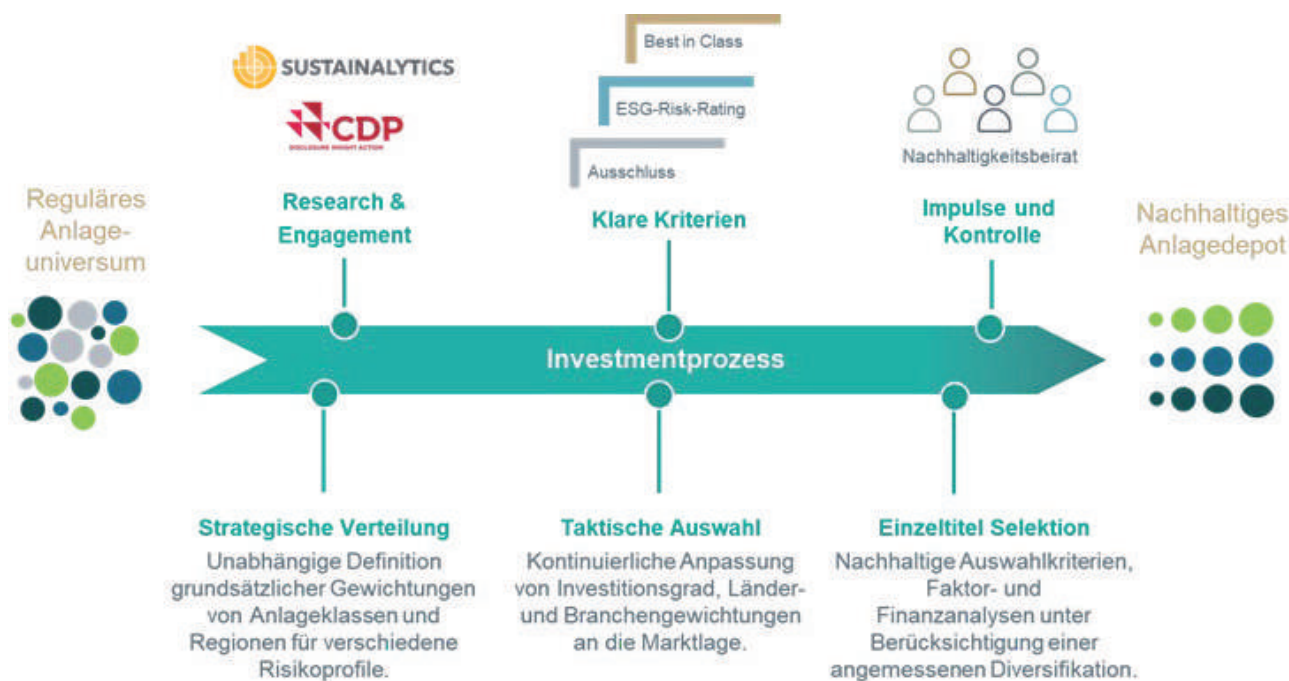 Best in Class
SUSTAINALYTICS
ESG-Risk-Rating
CDP
DISCLOSURE INSIGHT ACTION
Ausschluss
Nachhaltigkeitsbeirat
Reguläres
Anlage-
universum
Research &
Engagement
Klare Kriterien
Impulse und
Kontrolle
Nachhaltiges
Anlagedepot
Investmentprozess
Strategische Verteilung
Unabhängige Definition
grundsätzlicher Gewichtungen
von Anlageklassen und
Regionen für verschiedene
Risikoprofile.
Taktische Auswahl
Kontinuierliche Anpassung
von Investitionsgrad, Länder-
und Branchengewichtungen
an die Marktlage.
Einzeltitel Selektion
Nachhaltige Auswahlkriterien,
Faktor- und
Finanzanalysen unter
Berücksichtigung einer
angemessenen Diversifikation.